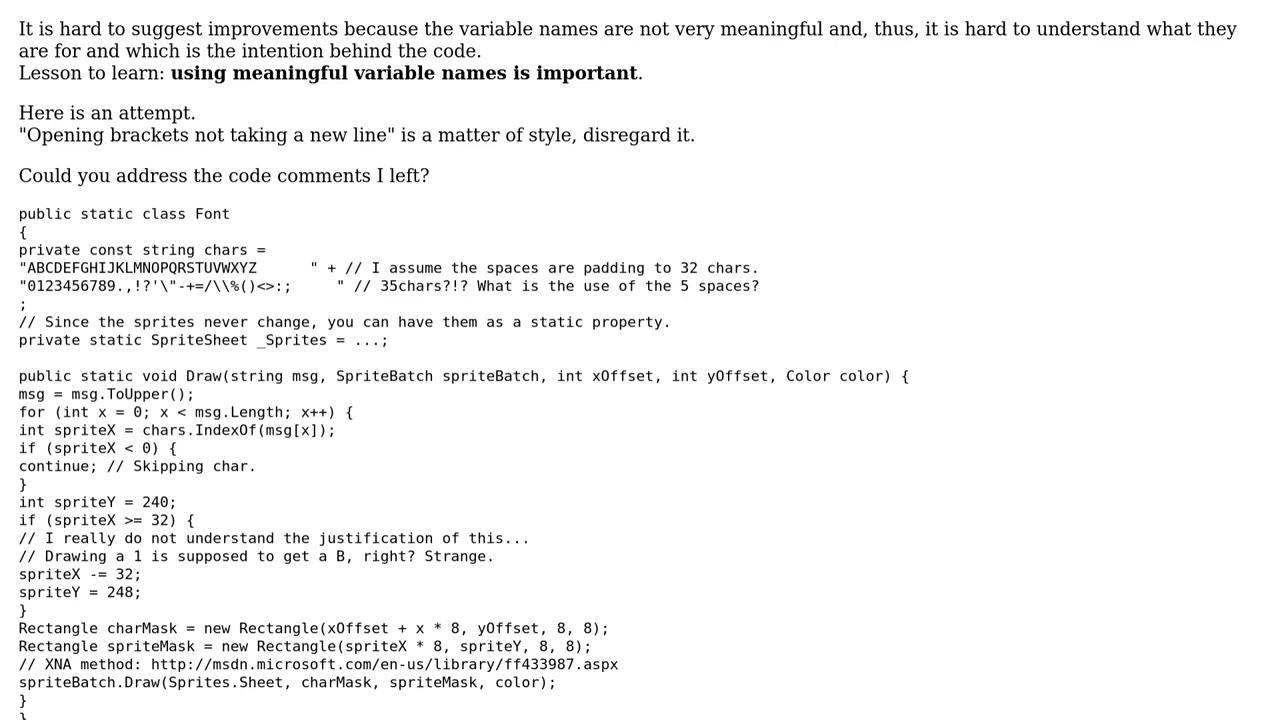 It is hard to suggest improvements because the variable names are not very meaningful and, thus, it is hard to understand what they
are for and which is the intention behind the code.
Lesson to learn: using meaningful variable names is important.
Here is an attempt.
"Opening brackets not taking a new line" is a matter of style, disregard it.
Could you address the code comments I left?
public static class Font
{
private const string chars =
"ABCDEFGHIJKLMNOPQRSTUVWXYZ      " + // I assume the spaces are padding to 32 chars.
"0123456789.,!?'\"-+=/\\%()<>:;     " // 35chars?!? What is the use of the 5 spaces?
;
// Since the sprites never change, you can have them as a static property.
private static SpriteSheet _Sprites = ...;
public static void Draw(string msg, SpriteBatch spriteBatch, int xOffset, int yOffset, Color color) {
msg = msg.ToUpper();
for (int x = 0; x < msg.Length; x++) {
int spriteX = chars.IndexOf(msg[x]);
if (spriteX < 0) {
continue; // Skipping char.
}
int spriteY = 240;
if (spriteX >= 32) {
// I really do not understand the justification of this...
// Drawing a 1 is supposed to get a B, right? Strange.
spriteX -= 32;
spriteY = 248;
}
Rectangle charMask = new Rectangle(xOffset + x * 8, yOffset, 8, 8);
Rectangle spriteMask = new Rectangle(spriteX * 8, spriteY, 8, 8);
// XNA method: http://msdn.microsoft.com/en-us/library/ff433987.aspx
spriteBatch.Draw(Sprites.Sheet, charMask, spriteMask, color);
}
}